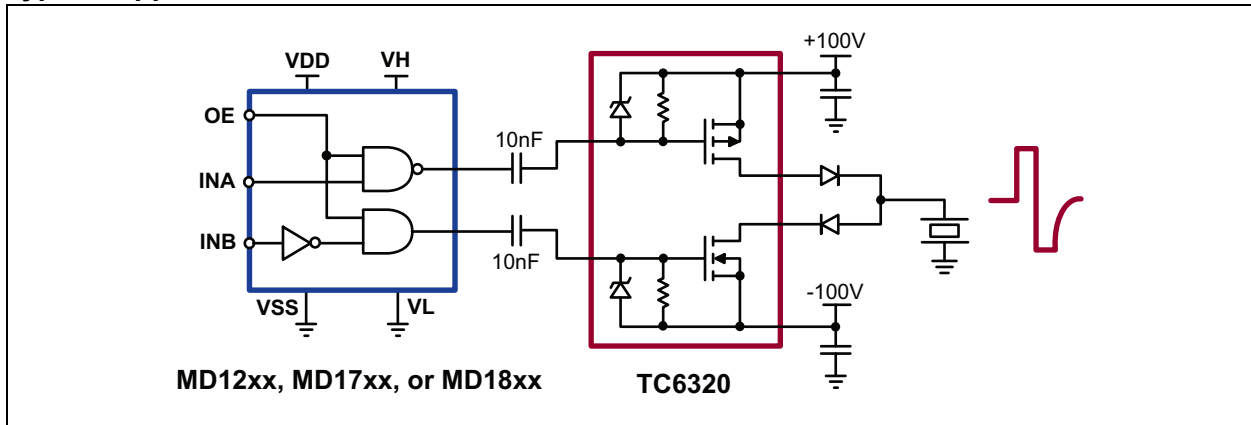 VDD
VH
+100V
OE
10nF
INA
INB
10nF
-100V
VSS
VL
MD12xx, MD17xx, or MD18xx
TC6320